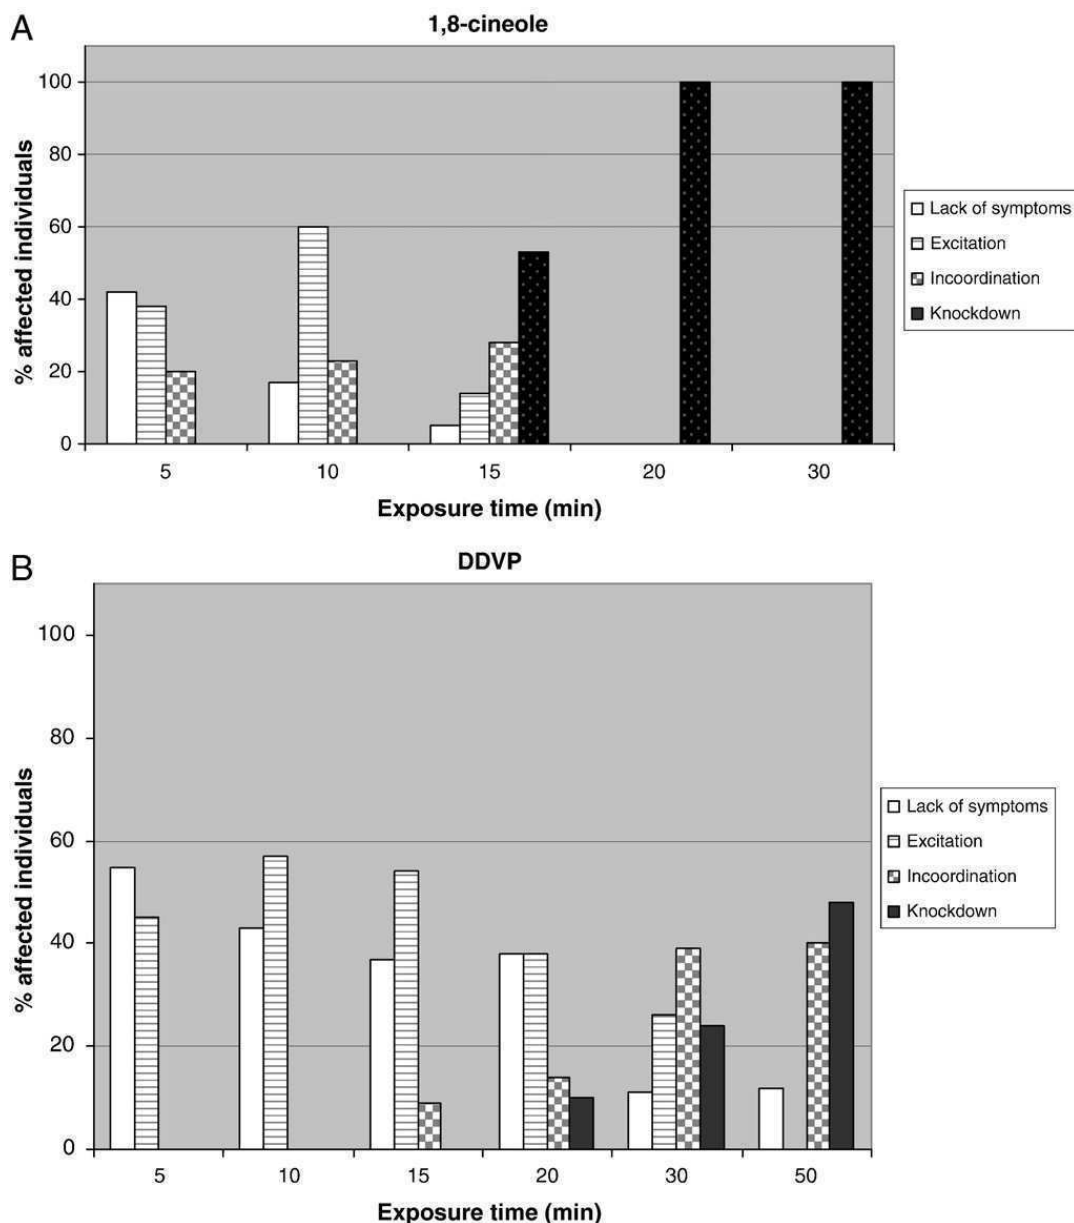 A
1,8-cineole
% affected individuals
100
80
60
40
20
0
5 10 15 20 30
Exposure time (min)
Lack of symptoms
Excitation
Incoordination
Knockdown
B
DDVP
% affected individuals
100
80
60
40
20
0
5 10 15 20 30 50
Exposure time (min)
Lack of symptoms
Excitation
Incoordination
Knockdown